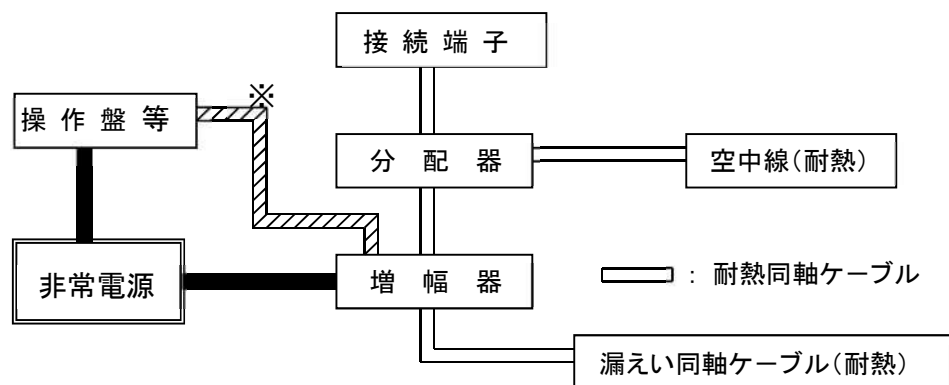 接続端子
※
操作盤等
分配器
空中線(耐熱)
非常電源
増幅器
: 耐熱同軸ケーブル
漏えい同軸ケーブル(耐熱)